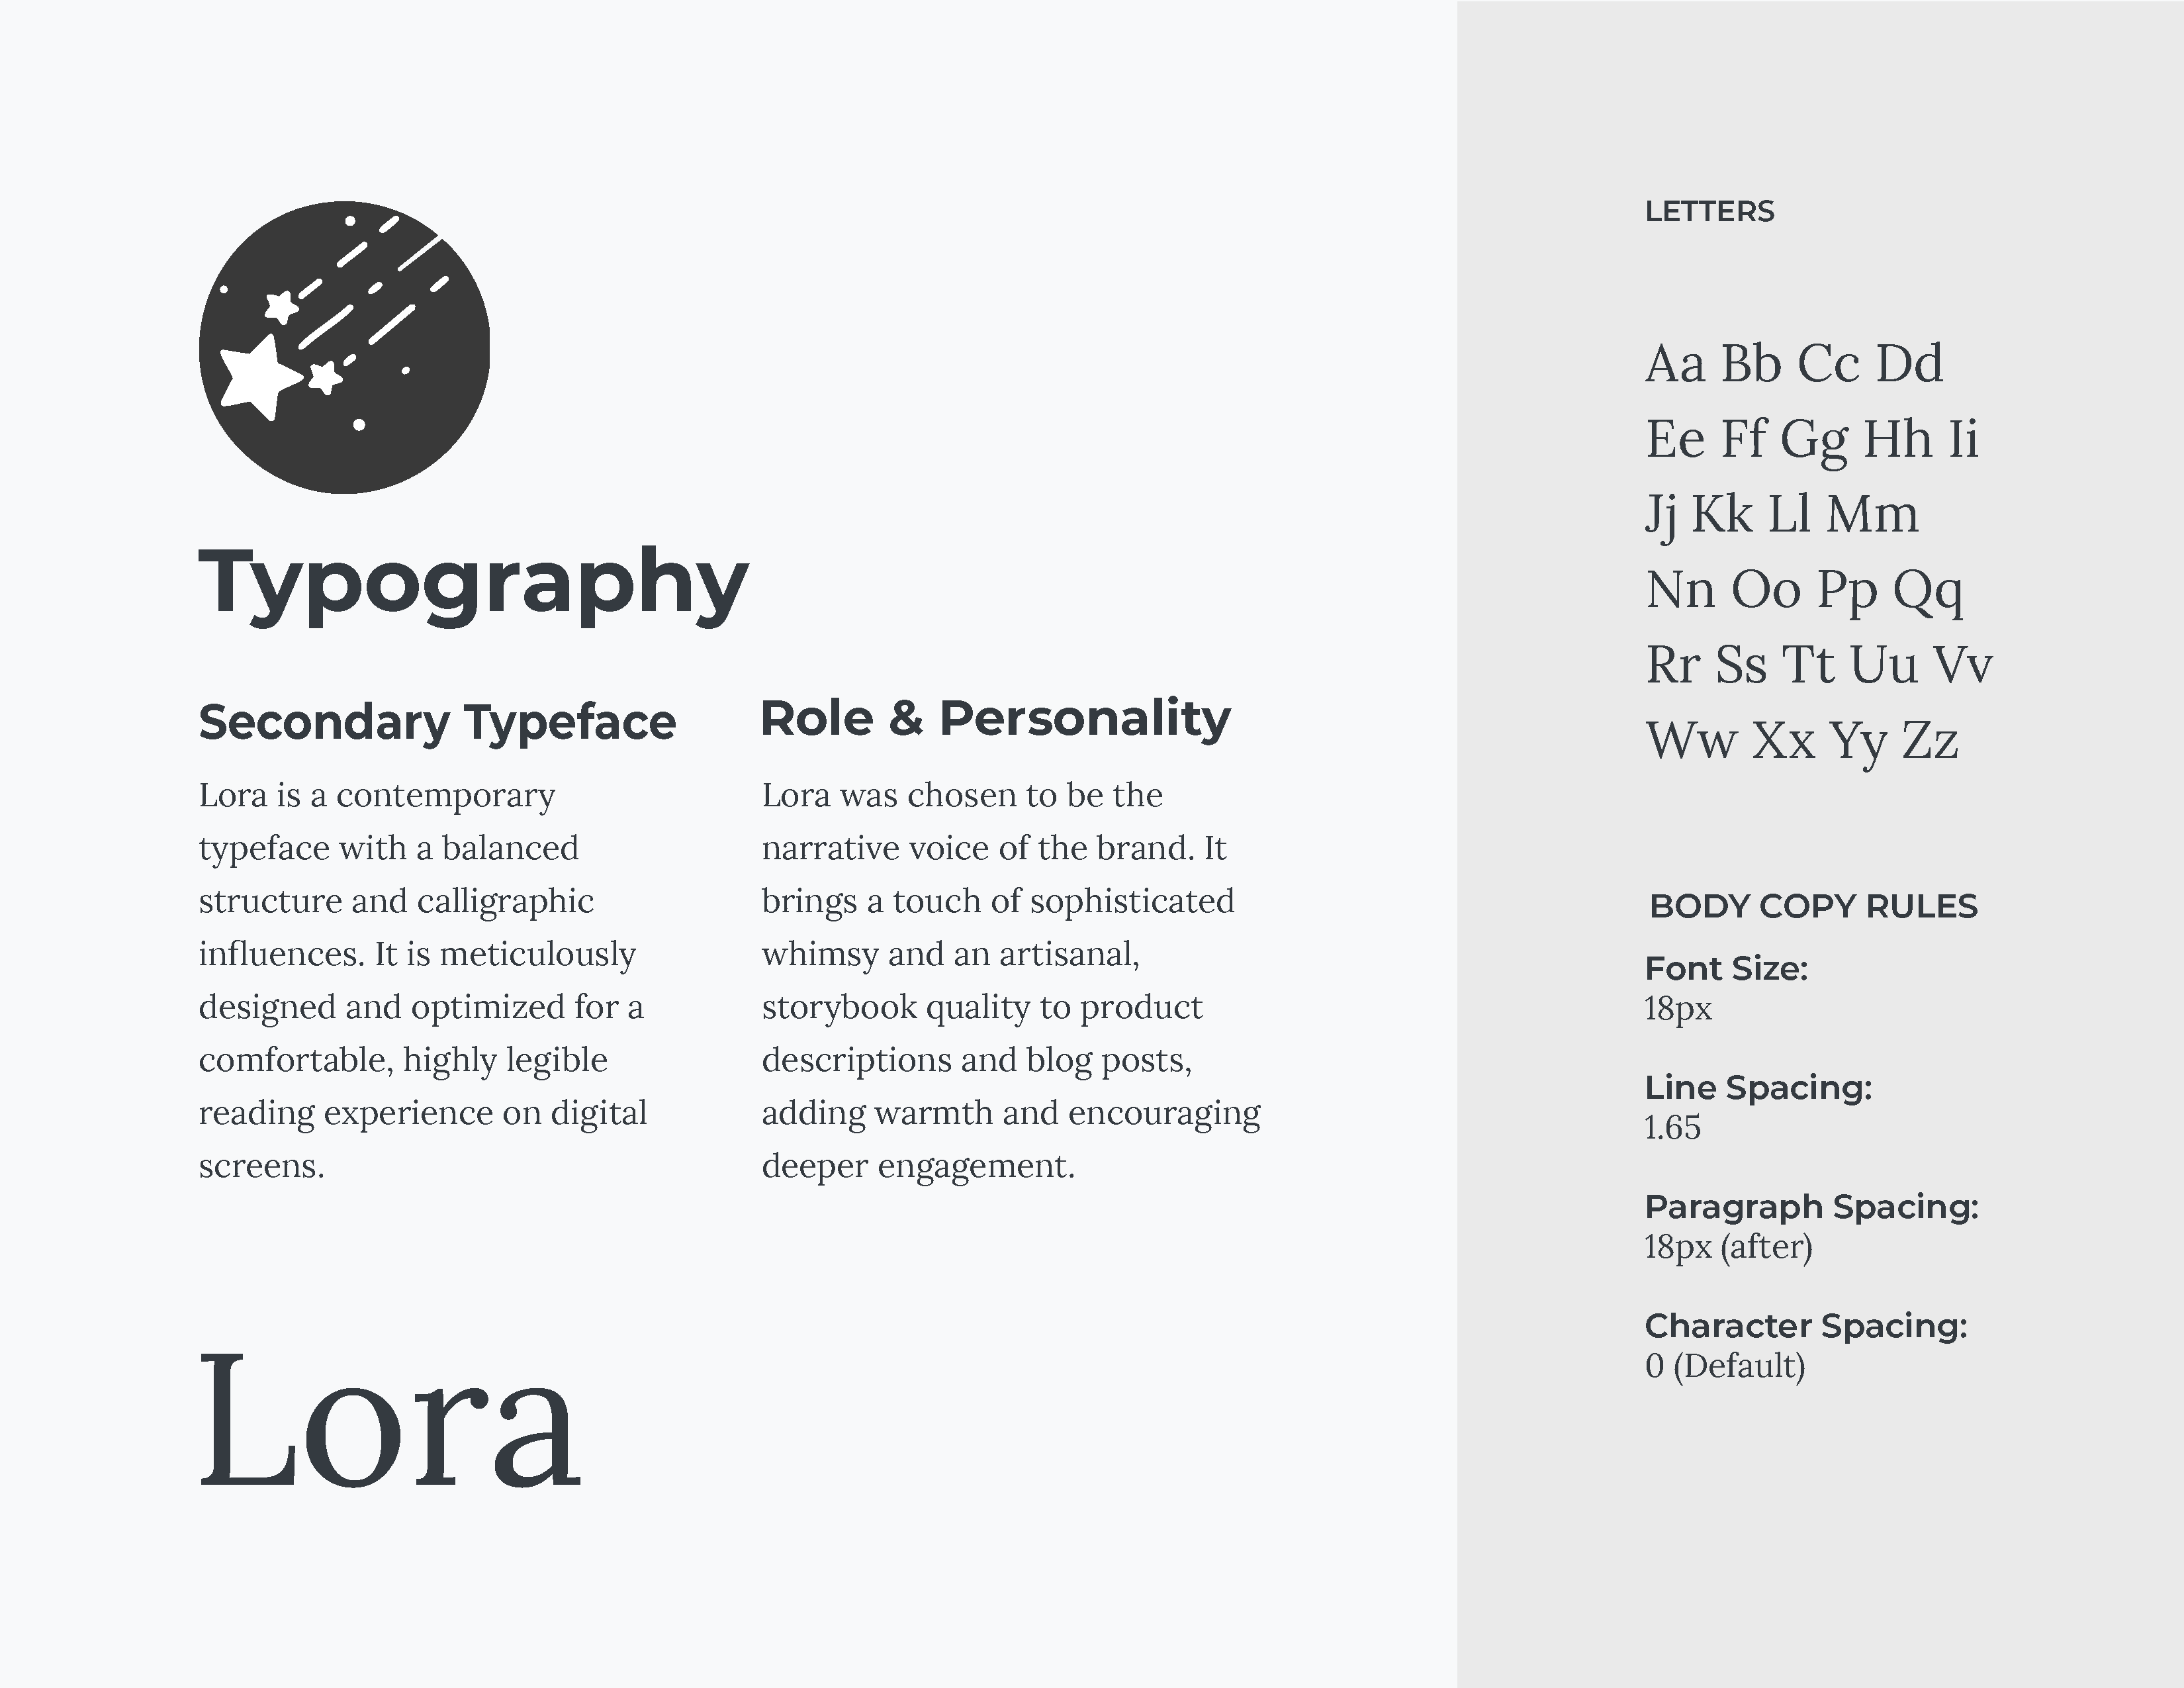 Typography
Secondary Typeface
Lora is a contemporary
typeface with a balanced
structure and calligraphic
influences. It is meticulously
designed and optimized for a
comfortable, highly legible
reading experience on digital
screens.
Role & Personality
Lora was chosen to be the
narrative voice of the brand. It
brings a touch of sophisticated
whimsy and an artisanal,
storybook quality to product
descriptions and blog posts,
adding warmth and encouraging
deeper engagement.
Lora
LETTERS
Aa Bb Cc Dd
Ee Ff Gg Hh Ii
Jj Kk Ll Mm
Nn Oo Pp Qq
Rr Ss Tt Uu Vv
Ww Xx Yy Zz
BODY COPY RULES
Font Size:
18px
Line Spacing:
1.65
Paragraph Spacing:
18px (after)
Character Spacing:
0 (Default)